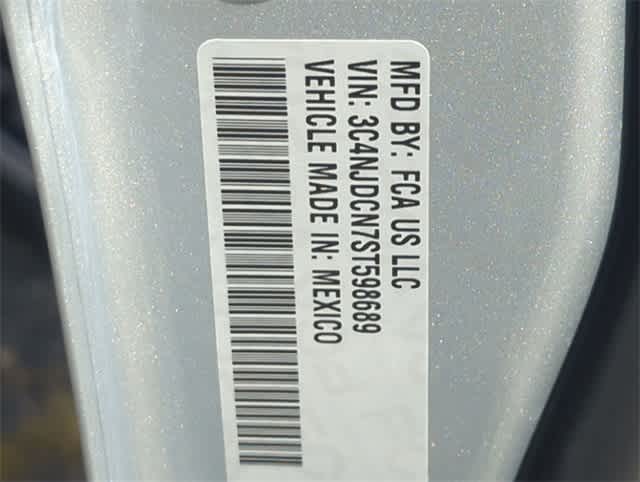 MFD BY: FCA US LLC
VIN: 3C4NJDCN7ST598689
VEHICLE MADE IN: MEXICO